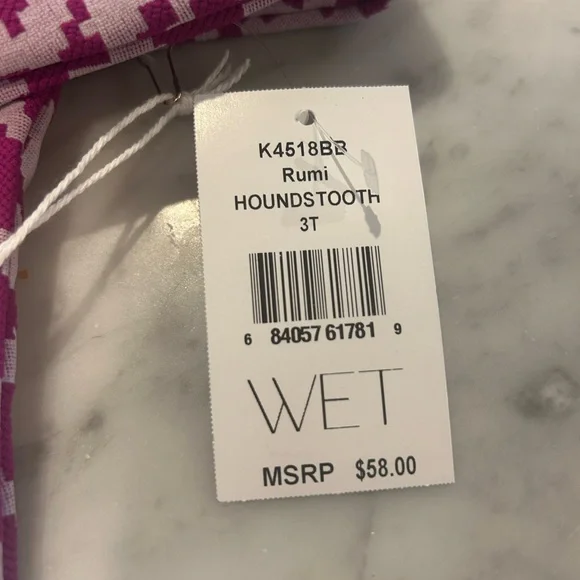 K4518BB
Rumi
HOUNDSTOOTH
3T
6 84057 61781 9
WET
MSRP $58.00